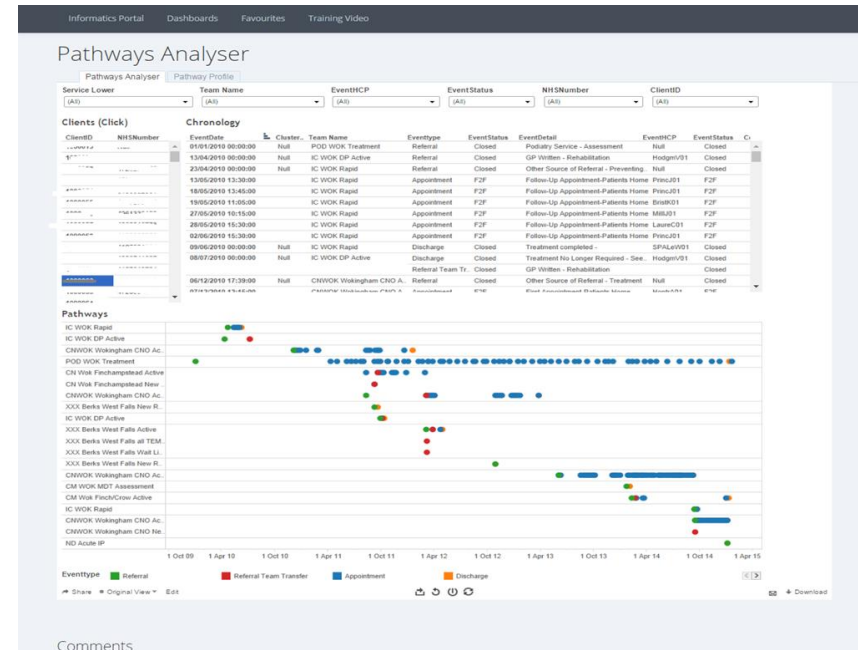 Informatics Portal Dashboards Favourites Training Video
Pathways Analyser
Pathways Analyser Pathway Profile
Service Lower Team Name EventHCP EventStatus NHSNumber ClientID
(All) (All) (All) (All) (All) (All)
Clients (Click) Chronology
ClientID NHSNumber EventDate Cluster.. Team Name Eventtype EventStatus EventDetail EventHCP EventStatus
01/01/2010 00:00:00 Null POD WOK Treatment Referral Closed Podiatry Service - Assessment Null Closed
13/04/2010 00:00:00 Null IC WOK DP Active Referral Closed GP Written - Rehabilitation HodgmV01 Closed
23/04/2010 00:00:00 Null IC WOK Rapid Referral Closed Other Source of Referral - Preventing.. Null Closed
13/05/2010 13:30:00 IC WOK Rapid Appointment F2F Follow-Up Appointment-Patients Home PrincJ01 F2F
18/05/2010 13:45:00 IC WOK Rapid Appointment F2F Follow-Up Appointment-Patients Home PrincJ01 F2F
19/05/2010 11:05:00 IC WOK Rapid Appointment F2F Follow-Up Appointment-Patients Home BristK01 F2F
27/05/2010 10:15:00 IC WOK Rapid Appointment F2F Follow-Up Appointment-Patients Home MilliJ01 F2F
28/05/2010 15:30:00 IC WOK Rapid Appointment F2F Follow-Up Appointment-Patients Home LaureC01 F2F
02/06/2010 15:30:00 IC WOK Rapid Appointment F2F Follow-Up Appointment-Patients Home PrincJ01 F2F
09/06/2010 00:00:00 Null IC WOK Rapid Discharge Closed Treatment completed - SPALeW01 Closed
08/07/2010 00:00:00 Null IC WOK DP Active Discharge Closed Treatment No Longer Required - See.. HodgmV01 Closed
Referral Team Tr.. Closed GP Written - Rehabilitation Closed
06/12/2010 17:39:00 Null CNWOK Wokingham CNO A.. Referral Closed Other Source of Referral - Treatment Null Closed
Pathways
IC WOK Rapid
IC WOK DP Active
CNWOK Wokingham CNO Ac..
POD WOK Treatment
CN Wok Finchampstead Active
CN Wok Finchampstead New ..
CNWOK Wokingham CNO Ac..
XXX Berks West Falls New R..
IC WOK DP Active
XXX Berks West Falls Active
XXX Berks West Falls all TEM..
XXX Berks West Falls Wait Li..
XXX Berks West Falls New R..
CNWOK Wokingham CNO Ac..
CM WOK MDT Assessment
CM Wok Finch/Crow Active
IC WOK Rapid
CNWOK Wokingham CNO Ac..
CNWOK Wokingham CNO Ne..
ND Acute IP
1 Oct 09 1 Apr 10 1 Oct 10 1 Apr 11 1 Oct 11 1 Apr 12 1 Oct 12 1 Apr 13 1 Oct 13 1 Apr 14 1 Oct 14 1 Apr 15
Eventtype Referral Referral Team Transfer Appointment Discharge
Share Original View Edit Download
Comments